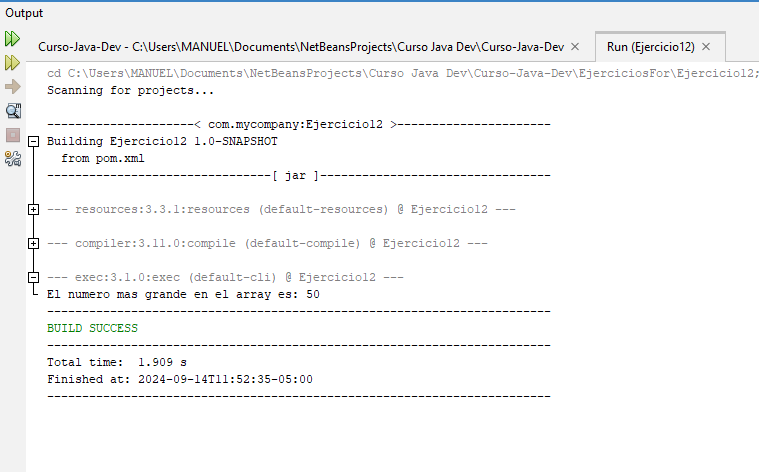 Output
Curso-Java-Dev - C:\Users\MANUEL\Documents\NetBeansProjects\Curso Java Dev\Curso-Java-Dev
Run (Ejercicio12)
cd C:\Users\MANUEL\Documents\NetBeansProjects\Curso Java Dev\Curso-Java-Dev\EjerciciosFor\Ejercicio12;
Scanning for projects...
---------------------< com.mycompany:Ejercicio12 >----------------------
Building Ejercicio12 1.0-SNAPSHOT
from pom.xml
--------------------------------[ jar ]---------------------------------
--- resources:3.3.1:resources (default-resources) @ Ejercicio12 ---
--- compiler:3.11.0:compile (default-compile) @ Ejercicio12 ---
--- exec:3.1.0:exec (default-cli) @ Ejercicio12 ---
El numero mas grande en el array es: 50
------------------------------------------------------------------------
BUILD SUCCESS
------------------------------------------------------------------------
Total time:  1.909 s
Finished at: 2024-09-14T11:52:35-05:00
------------------------------------------------------------------------